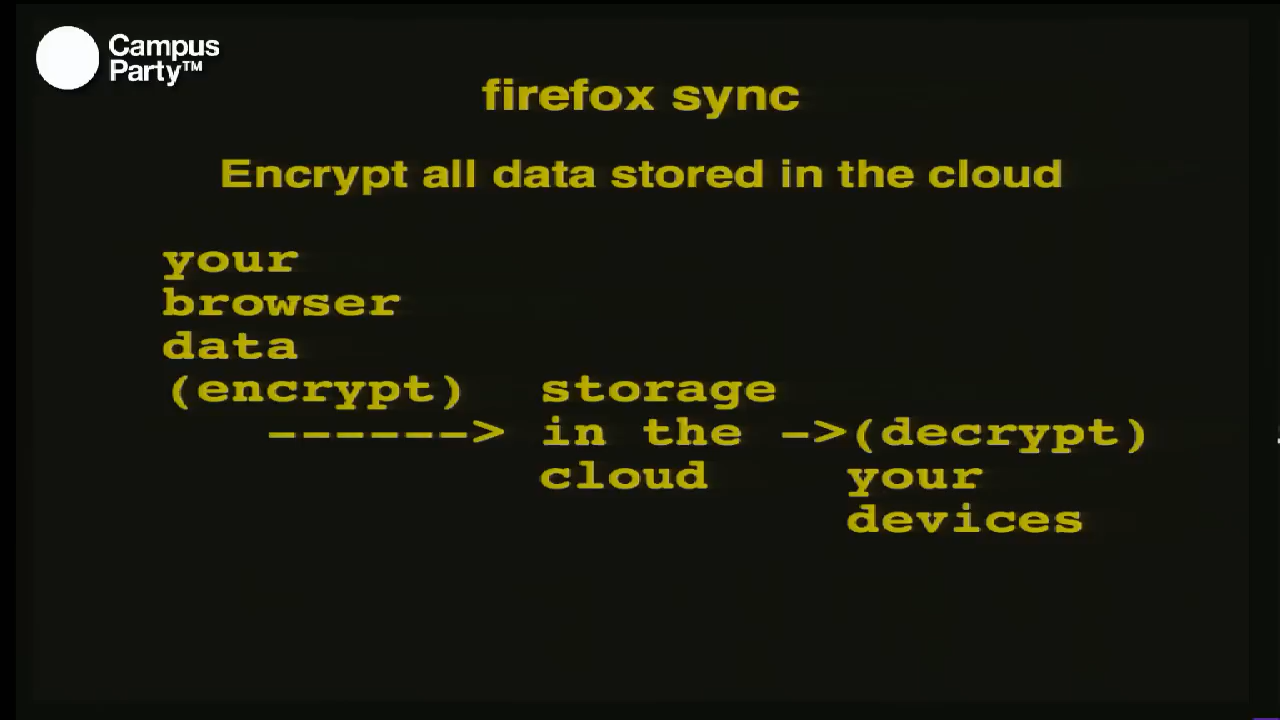 Campus
Party™
firefox sync
Encrypt all data stored in the cloud
your
browser
data
(encrypt) storage
------> in the ->(decrypt)
cloud your
devices